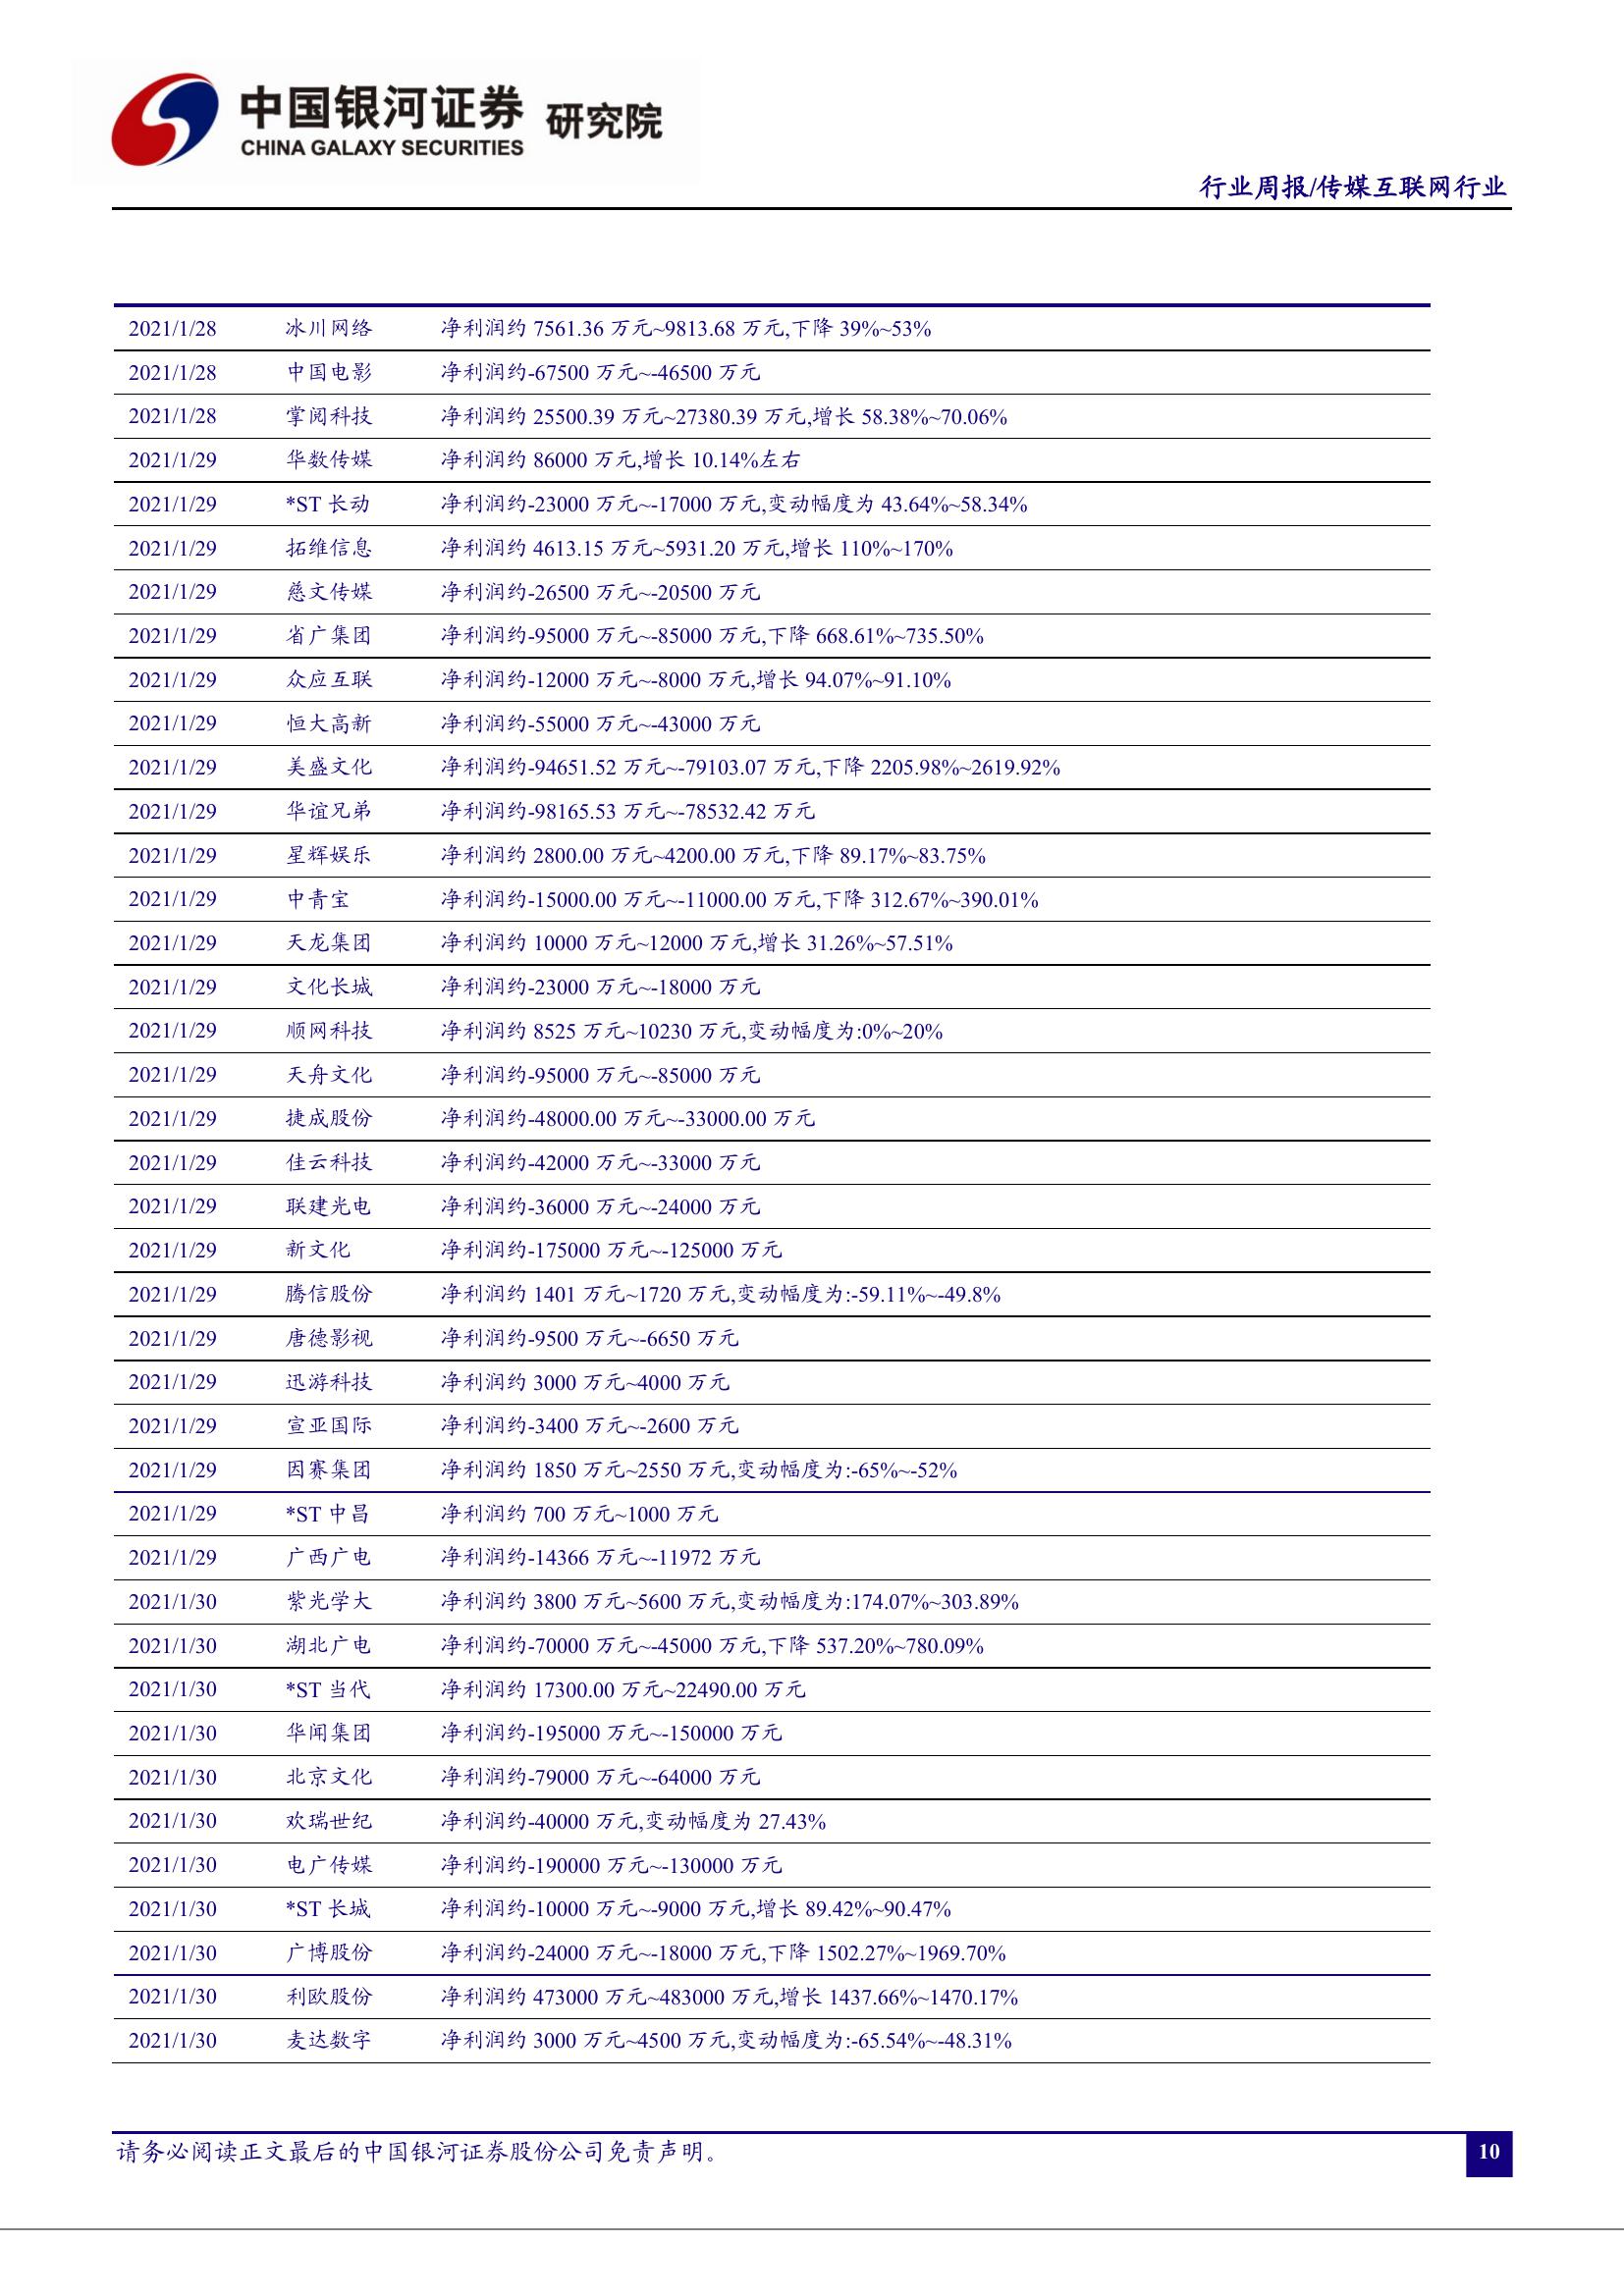 中国银河证券 研究院
CHINA GALAXY SECURITIES
行业周报/传媒互联网行业
2021/1/28 冰川网络 净利润约 7561.36 万元~9813.68 万元,下降 39%~53%
2021/1/28 中国电影 净利润约-67500 万元~-46500 万元
2021/1/28 掌阅科技 净利润约 25500.39 万元~27380.39 万元,增长 58.38%~70.06%
2021/1/29 华数传媒 净利润约 86000 万元,增长 10.14%左右
2021/1/29 *ST 长动 净利润约-23000 万元~-17000 万元,变动幅度为 43.64%~58.34%
2021/1/29 拓维信息 净利润约 4613.15 万元~5931.20 万元,增长 110%~170%
2021/1/29 慈文传媒 净利润约-26500 万元~-20500 万元
2021/1/29 省广集团 净利润约-95000 万元~-85000 万元,下降 668.61%~735.50%
2021/1/29 众应互联 净利润约-12000 万元~-8000 万元,增长 94.07%~91.10%
2021/1/29 恒大高新 净利润约-55000 万元~-43000 万元
2021/1/29 美盛文化 净利润约-94651.52 万元~-79103.07 万元,下降 2205.98%~2619.92%
2021/1/29 华谊兄弟 净利润约-98165.53 万元~-78532.42 万元
2021/1/29 星辉娱乐 净利润约 2800.00 万元~4200.00 万元,下降 89.17%~83.75%
2021/1/29 中青宝 净利润约-15000.00 万元~-11000.00 万元,下降 312.67%~390.01%
2021/1/29 天龙集团 净利润约 10000 万元~12000 万元,增长 31.26%~57.51%
2021/1/29 文化长城 净利润约-23000 万元~-18000 万元
2021/1/29 顺网科技 净利润约 8525 万元~10230 万元,变动幅度为:0%~20%
2021/1/29 天舟文化 净利润约-95000 万元~-85000 万元
2021/1/29 捷成股份 净利润约-48000.00 万元~-33000.00 万元
2021/1/29 佳云科技 净利润约-42000 万元~-33000 万元
2021/1/29 联建光电 净利润约-36000 万元~-24000 万元
2021/1/29 新文化 净利润约-175000 万元~-125000 万元
2021/1/29 腾信股份 净利润约 1401 万元~1720 万元,变动幅度为:-59.11%~-49.8%
2021/1/29 唐德影视 净利润约-9500 万元~-6650 万元
2021/1/29 迅游科技 净利润约 3000 万元~4000 万元
2021/1/29 宣亚国际 净利润约-3400 万元~-2600 万元
2021/1/29 因赛集团 净利润约 1850 万元~2550 万元,变动幅度为:-65%~-52%
2021/1/29 *ST 中昌 净利润约 700 万元~1000 万元
2021/1/29 广西广电 净利润约-14366 万元~-11972 万元
2021/1/30 紫光学大 净利润约 3800 万元~5600 万元,变动幅度为:174.07%~303.89%
2021/1/30 湖北广电 净利润约-70000 万元~-45000 万元,下降 537.20%~780.09%
2021/1/30 *ST 当代 净利润约 17300.00 万元~22490.00 万元
2021/1/30 华闻集团 净利润约-195000 万元~-150000 万元
2021/1/30 北京文化 净利润约-79000 万元~-64000 万元
2021/1/30 欢瑞世纪 净利润约-40000 万元,变动幅度为 27.43%
2021/1/30 电广传媒 净利润约-190000 万元~-130000 万元
2021/1/30 *ST 长城 净利润约-10000 万元~-9000 万元,增长 89.42%~90.47%
2021/1/30 广博股份 净利润约-24000 万元~-18000 万元,下降 1502.27%~1969.70%
2021/1/30 利欧股份 净利润约 473000 万元~483000 万元,增长 1437.66%~1470.17%
2021/1/30 麦达数字 净利润约 3000 万元~4500 万元,变动幅度为:-65.54%~-48.31%
请务必阅读正文最后的中国银河证券股份公司免责声明。
10